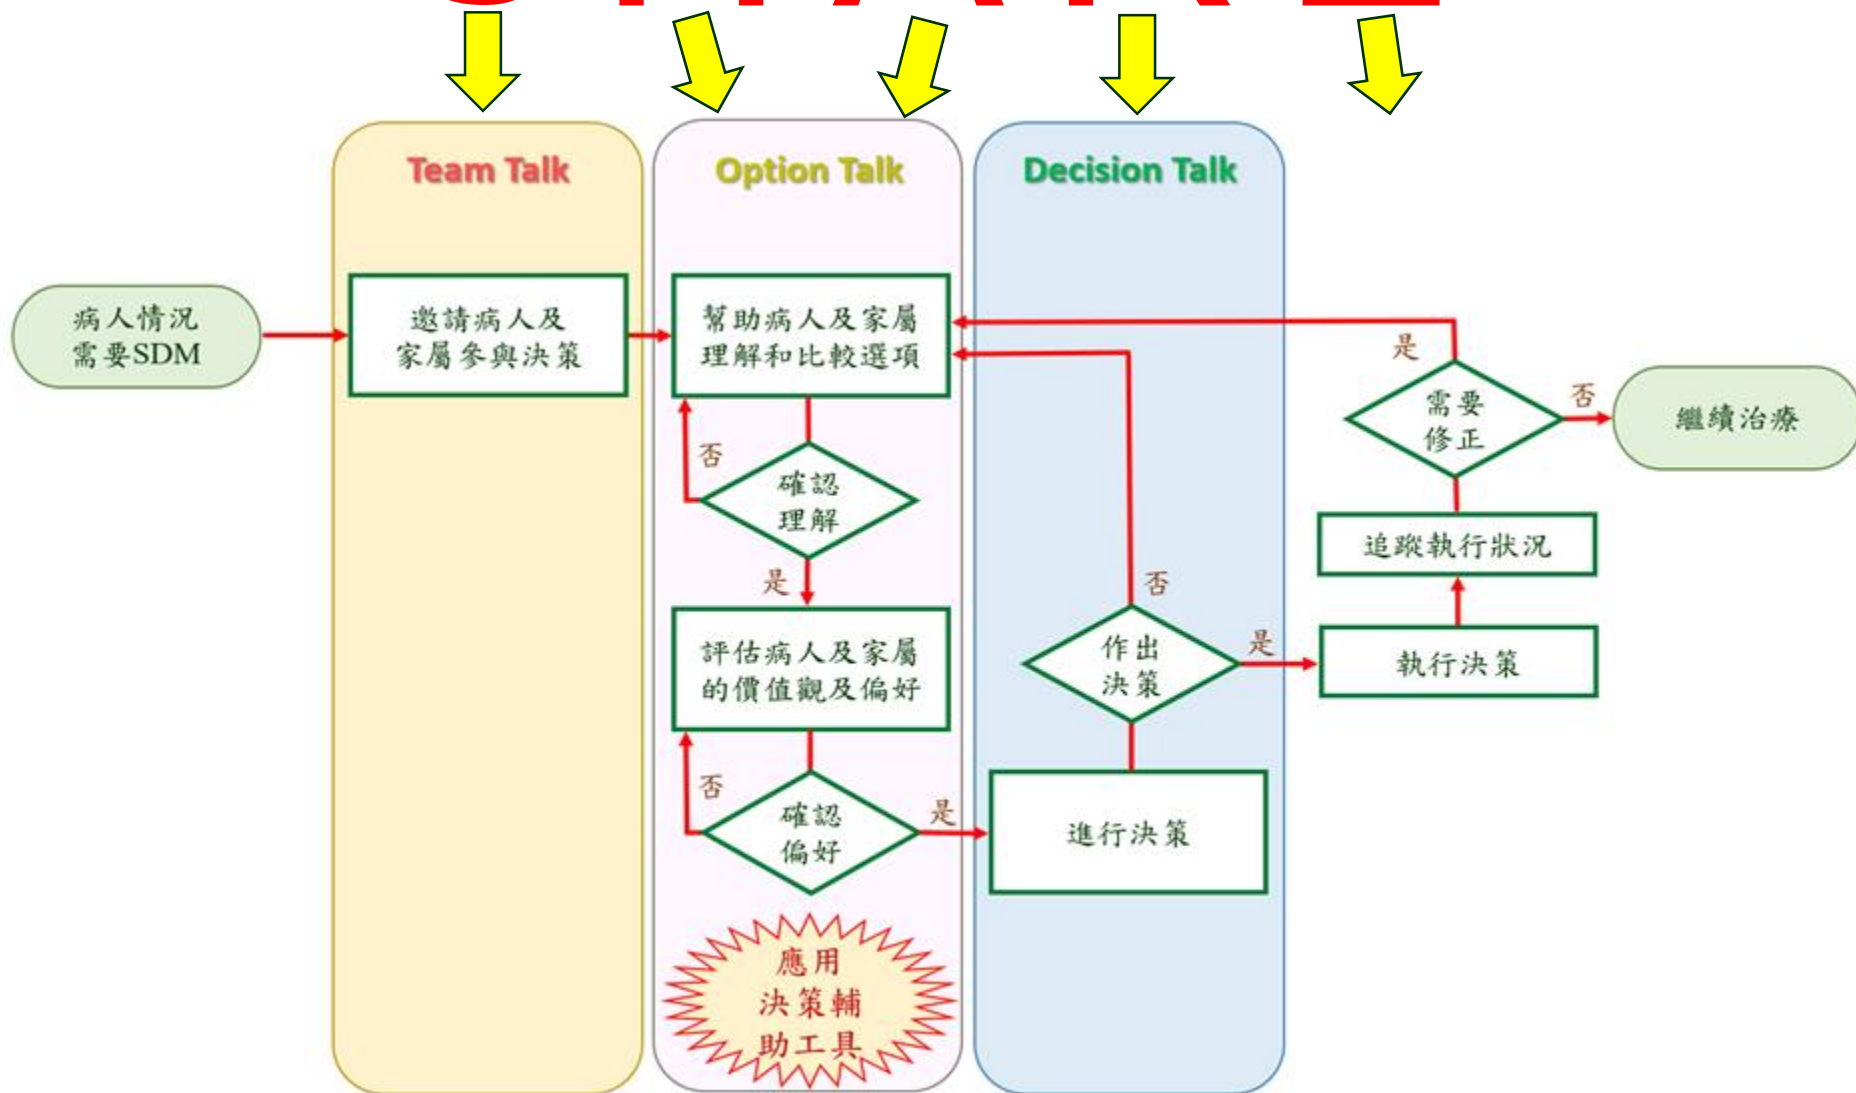 Team Talk
Option Talk
Decision Talk
病人情況
需要SDM
邀請病人及
家屬參與決策
幫助病人及家屬
理解和比較選項
否
確認
理解
是
評估病人及家屬
的價值觀及偏好
否
確認
偏好
是
應用
決策輔
助工具
進行決策
作出
決策
否
是
執行決策
追蹤執行狀況
需要
修正
是
否
繼續治療